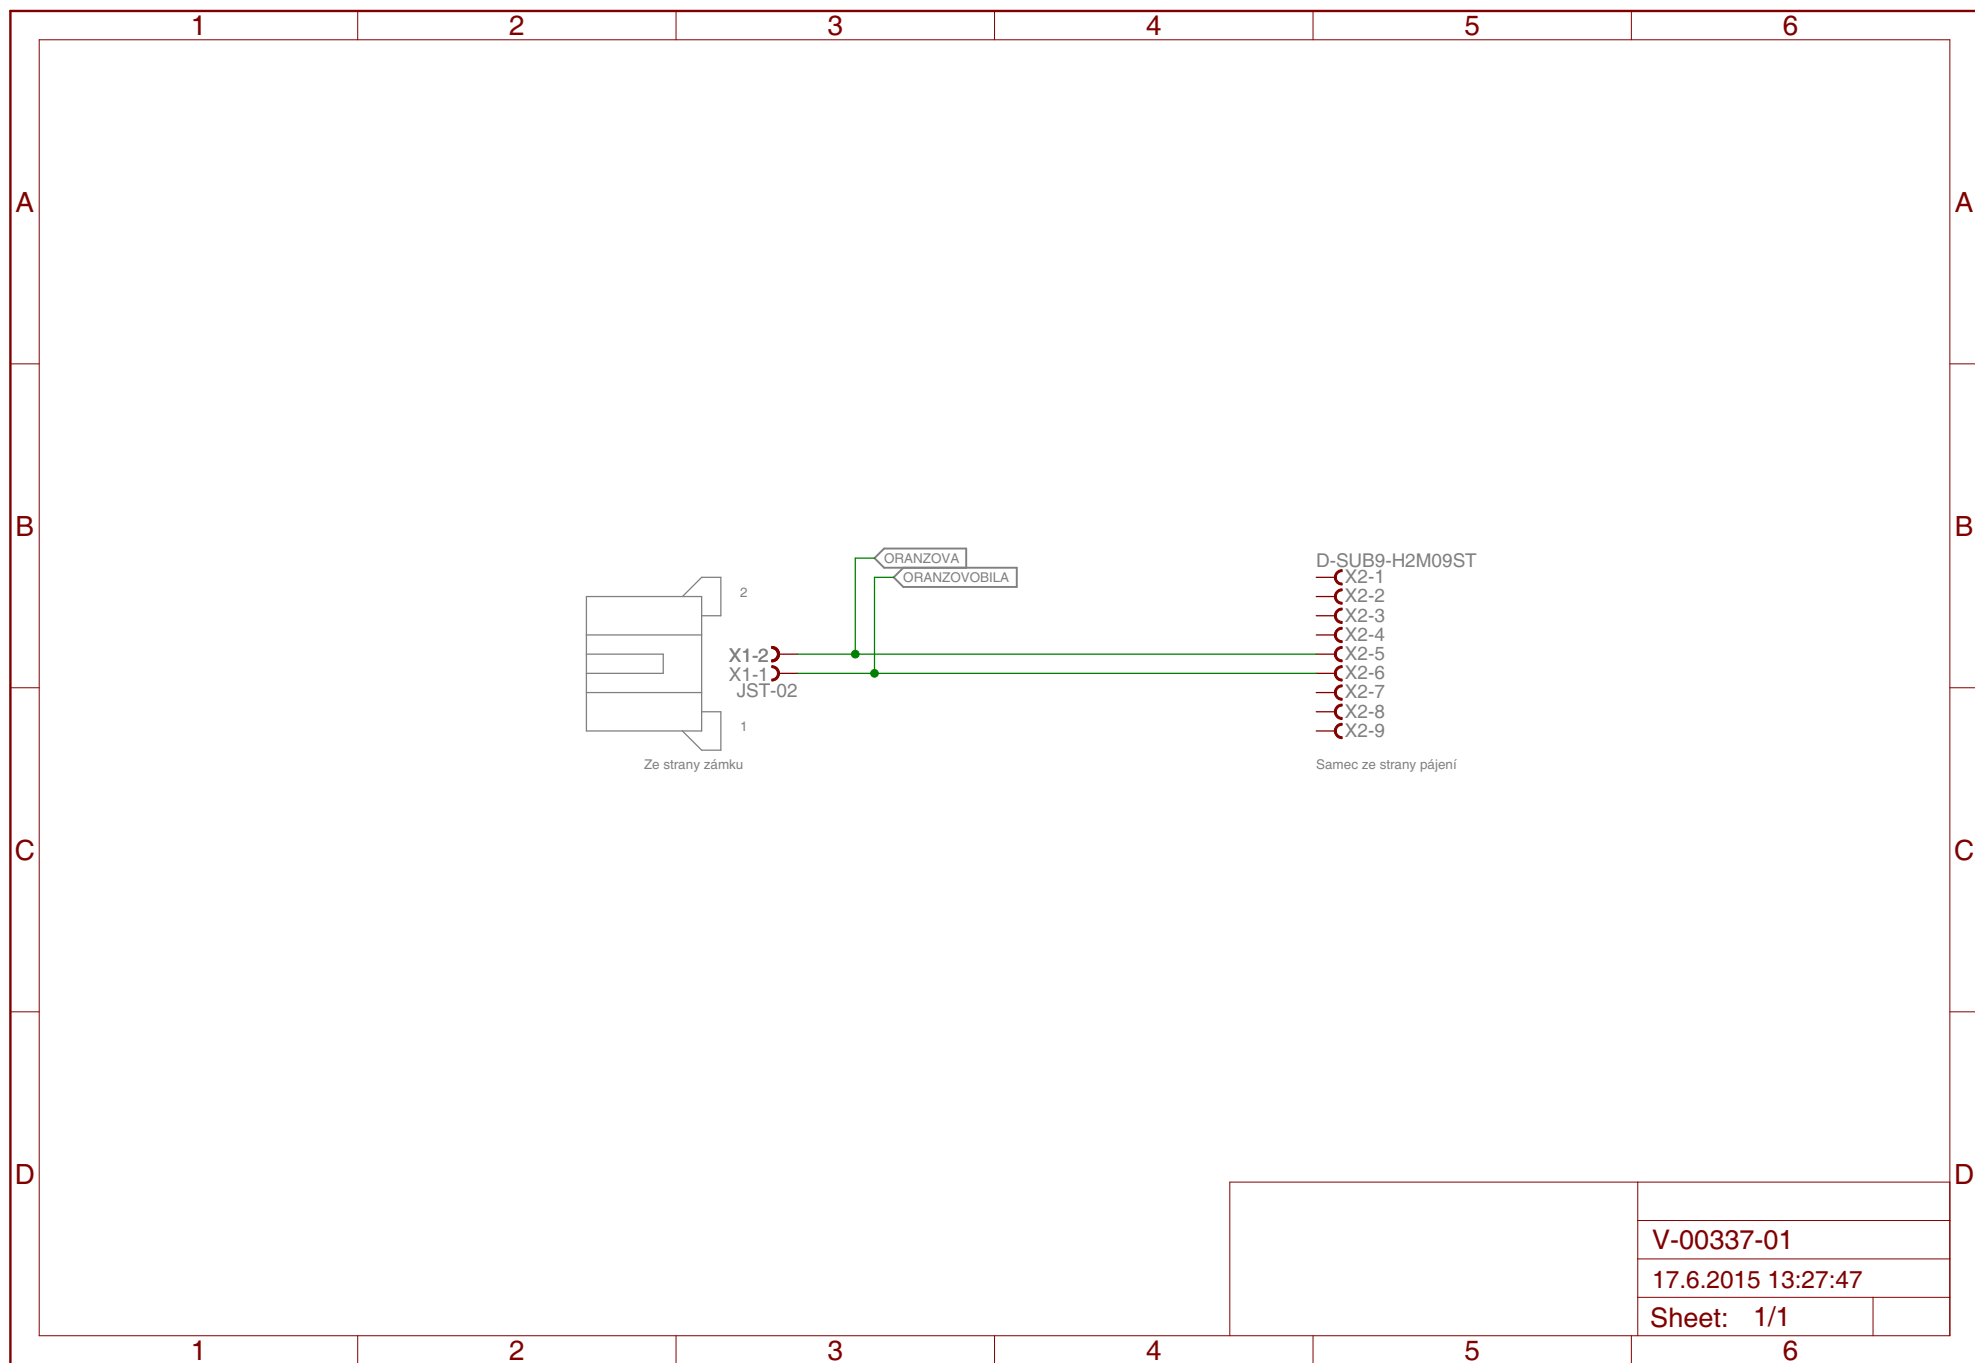 1 2 3 4 5 6
A A
B B
ORANZOVA
ORANZOVOBILA
2
X1-2
X1-1
JST-02
1
Ze strany zámku
D-SUB9-H2M09ST
X2-1
X2-2
X2-3
X2-4
X2-5
X2-6
X2-7
X2-8
X2-9
Samec ze strany pájení
C C
D D
V-00337-01
17.6.2015 13:27:47
Sheet: 1/1
1 2 3 4 5 6